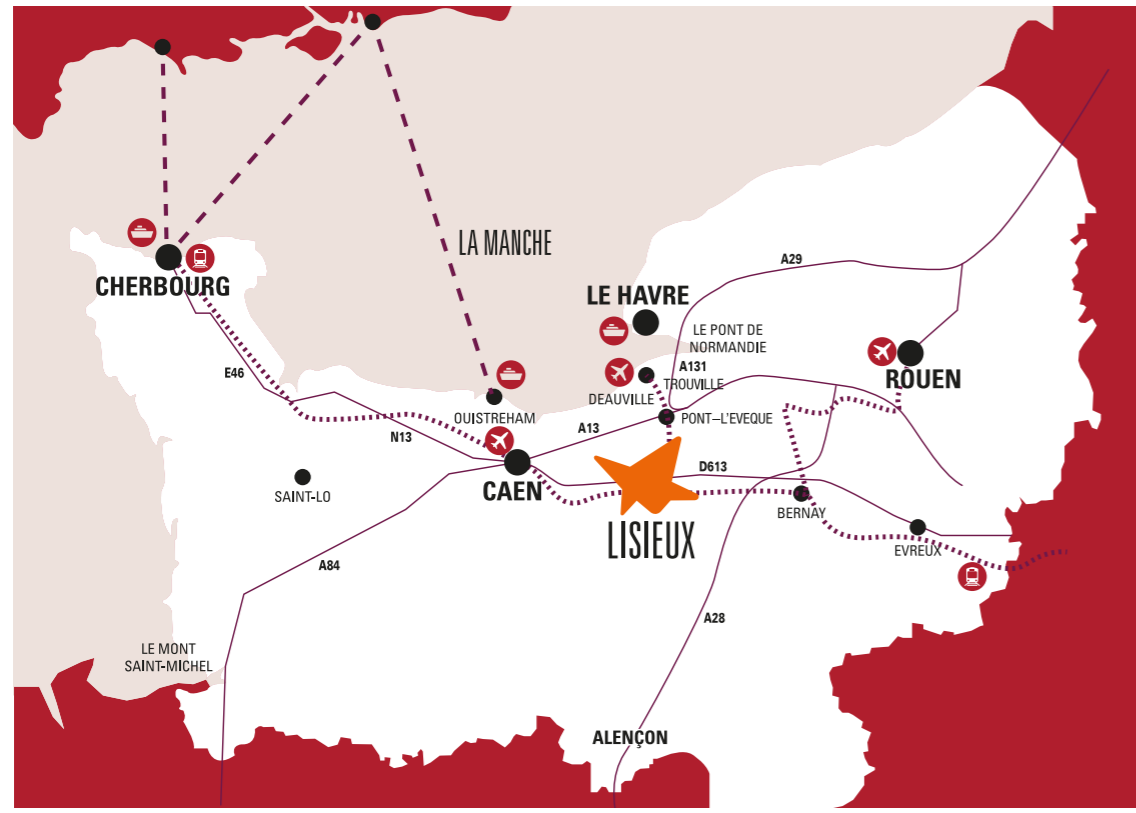 LA MANCHE
CHERBOURG
A29
LE HAVRE
LE PONT DE
NORMANDIE
A131
TROUVILLE
ROUEN
E46
DEAUVILLE
OUISTREHAM
PONT–L'EVEQUE
N13
A13
D613
SAINT-LO
CAEN
BERNAY
LISIEUX
EVREUX
A84
A28
LE MONT
SAINT-MICHEL
ALENÇON